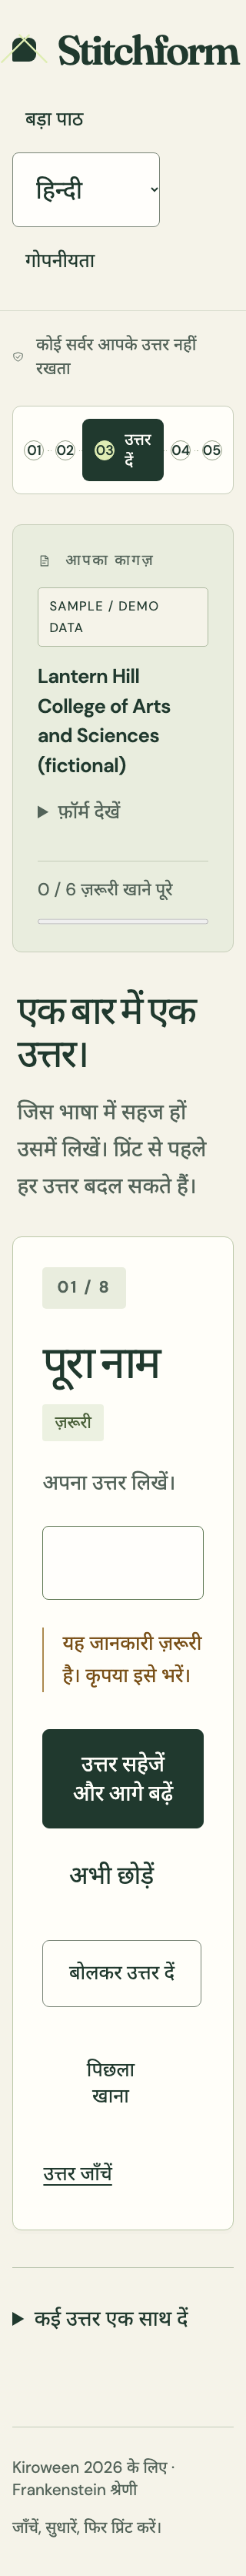 Stitchform
बड़ा पाठ
हिन्दी
गोपनीयता
कोई सर्वर आपके उत्तर नहीं
रखता
01 02 03 उत्तर दें 04 05
आपका कागज़
SAMPLE / DEMO
DATA
Lantern Hill
College of Arts
and Sciences
(fictional)
फ़ॉर्म देखें
0 / 6 ज़रूरी खाने पूरे
एक बार में एक
उत्तर।
जिस भाषा में सहज हों
उसमें लिखें। प्रिंट से पहले
हर उत्तर बदल सकते हैं।
01 / 8
पूरा नाम
ज़रूरी
अपना उत्तर लिखें।
यह जानकारी ज़रूरी
है। कृपया इसे भरें।
उत्तर सहेजें
और आगे बढ़ें
अभी छोड़ें
बोलकर उत्तर दें
पिछला
खाना
उत्तर जाँचें
कई उत्तर एक साथ दें
Kiroween 2026 के लिए ·
Frankenstein श्रेणी
जाँचें, सुधारें, फिर प्रिंट करें।